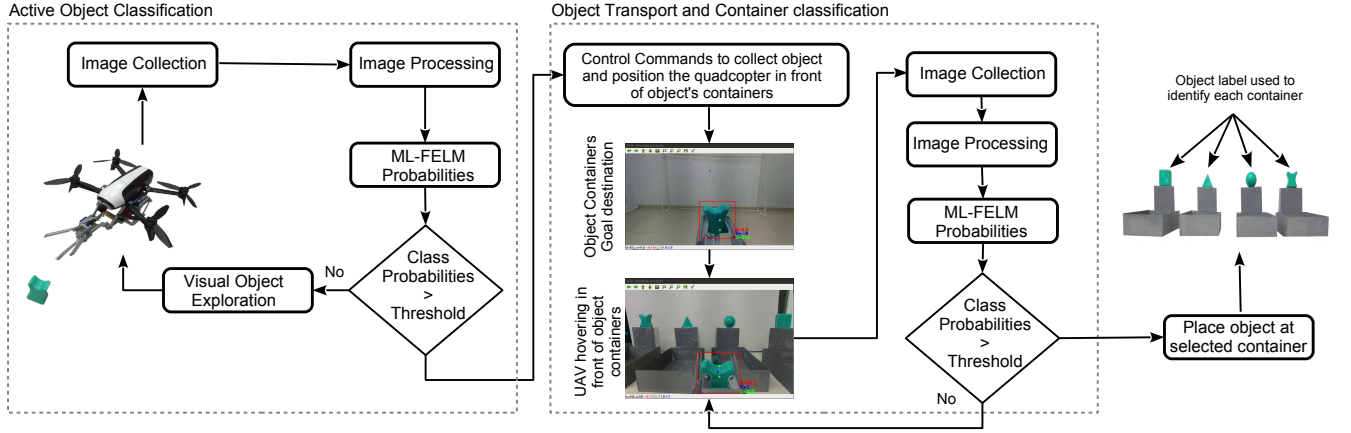 Active Object Classification
Image Collection
Image Processing
ML-FELM
Probabilities
Class
Probabilities
>
Threshold
No
Visual Object
Exploration
Object Transport and Container classification
Control Commands to collect object
and position the quadcopter in front
of object's containers
Object Containers
Goal destination
UAV hovering in
front of object
containers
Image Collection
Image Processing
ML-FELM
Probabilities
Class
Probabilities
>
Threshold
No
Place object at
selected container
Object label used to
identify each container